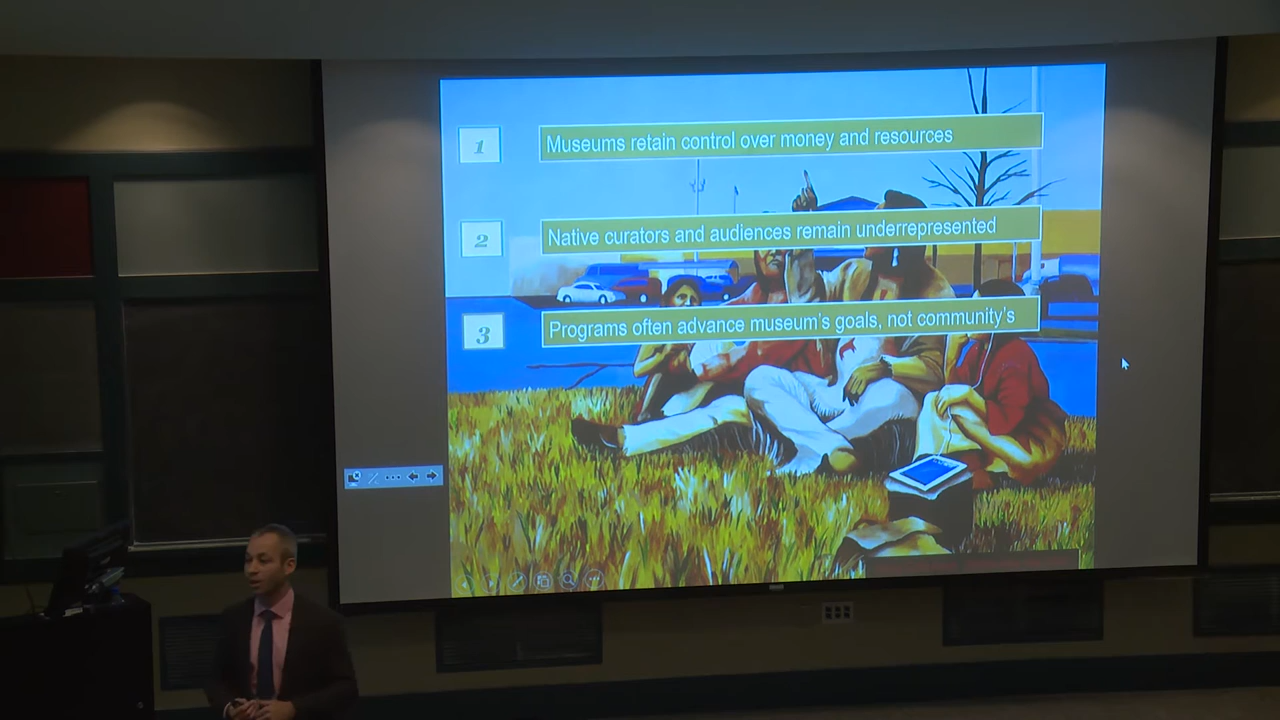 1
Museums retain control over money and resources
2
Native curators and audiences remain underrepresented
3
Programs often advance museum's goals, not community's